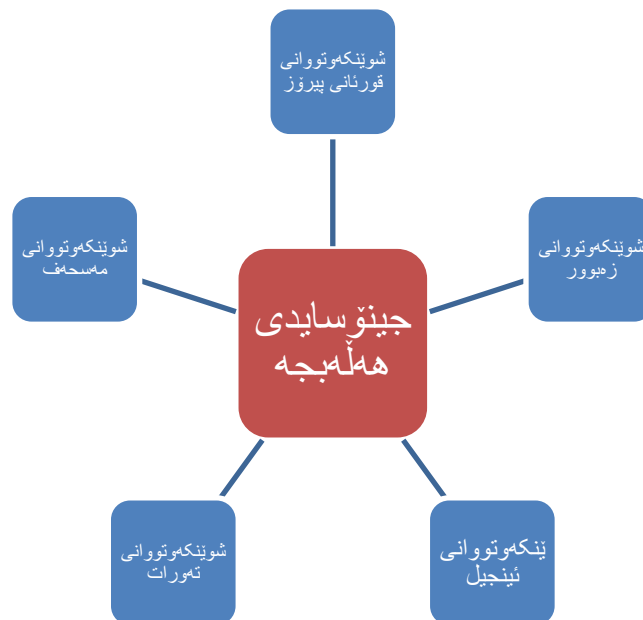 شوێنکەوتووانی
قورئانی پیرۆز
شوێنکەوتووانی
مەسحەف
شوێنکەوتووانی
زەبوور
جینۆسایدی
هەڵەبجە
شوێنکەوتووانی
تەورات
ێنکەوتووانی
ئینجیل